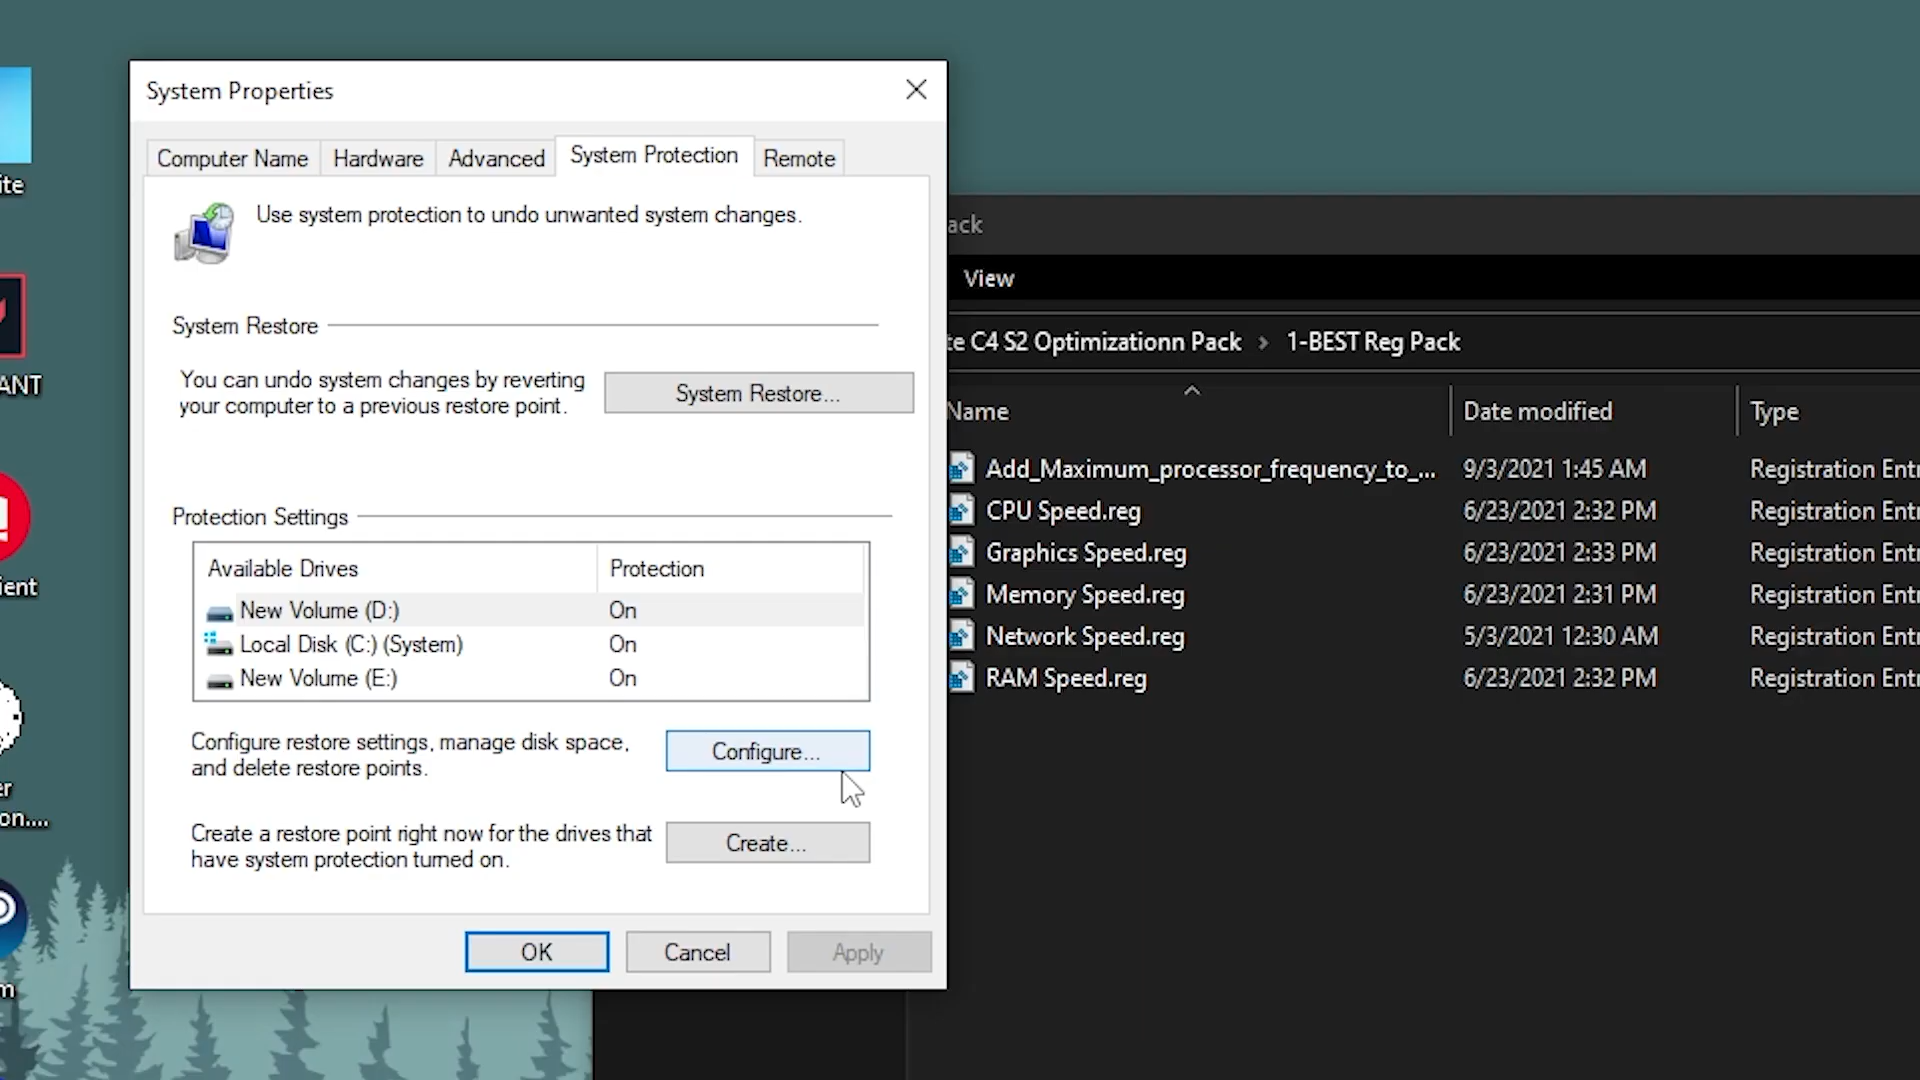 System Properties
Computer Name
Hardware
Advanced
System Protection
Remote
Use system protection to undo unwanted system changes.
System Restore
You can undo system changes by reverting
your computer to a previous restore point.
System Restore...
Protection Settings
Available Drives
Protection
New Volume (D:)
On
Local Disk (C:) (System)
On
New Volume (E:)
On
Configure restore settings, manage disk space,
and delete restore points.
Configure...
Create a restore point right now for the drives that
have system protection turned on.
Create...
OK
Cancel
Apply
ite
ANT
ient
er
on....
m
ack
View
te C4 S2 Optimizationn Pack > 1-BEST Reg Pack
Name
Date modified
Type
Add_Maximum_processor_frequency_to_...
9/3/2021 1:45 AM
Registration Entr
CPU Speed.reg
6/23/2021 2:32 PM
Registration Entr
Graphics Speed.reg
6/23/2021 2:33 PM
Registration Entr
Memory Speed.reg
6/23/2021 2:31 PM
Registration Entr
Network Speed.reg
5/3/2021 12:30 AM
Registration Entr
RAM Speed.reg
6/23/2021 2:32 PM
Registration Entr